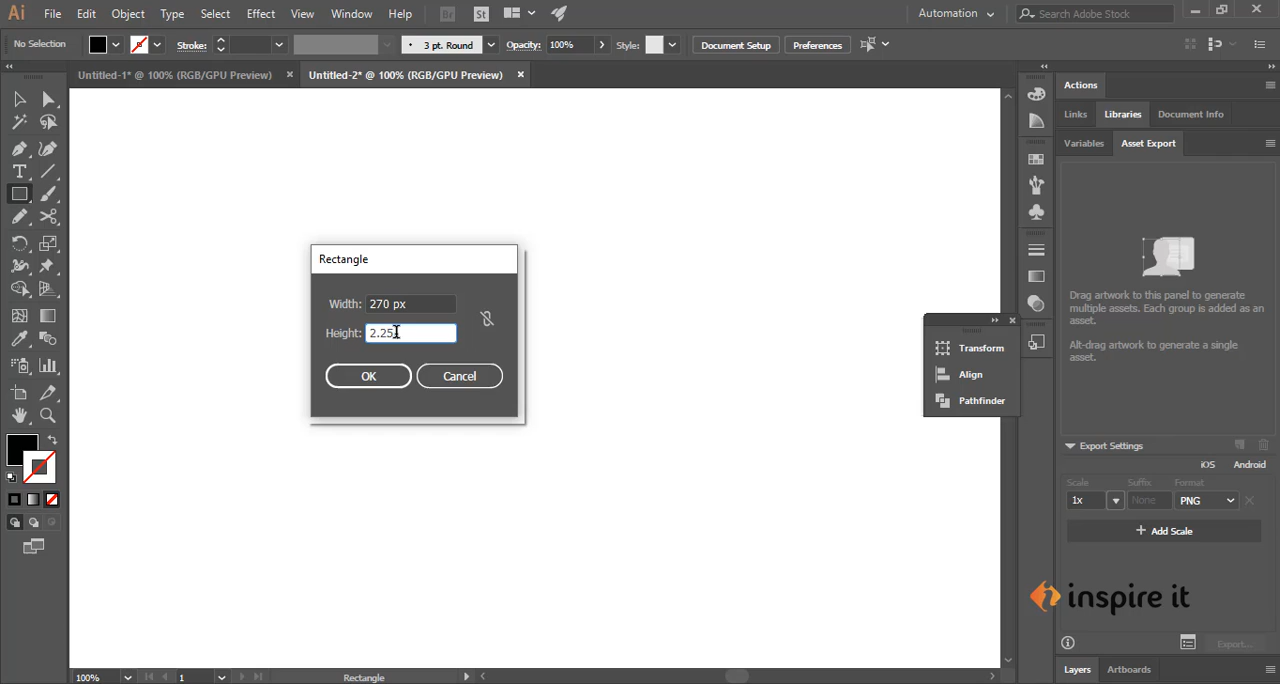 Ai File Edit Object Type Select Effect View Window Help Br St Automation Search Adobe Stock
No Selection Stroke: 3 pt. Round Opacity: 100% Style: Document Setup Preferences
Untitled-1* @ 100% (RGB/GPU Preview) Untitled-2* @ 100% (RGB/GPU Preview)
Actions
Links Libraries Document Info
Variables Asset Export
Rectangle
Width: 270 px
Height: 2.25
OK Cancel
Drag artwork to this panel to generate
multiple assets. Each group is added as an
asset.
Alt-drag artwork to generate a single
asset.
Transform
Align
Pathfinder
Export Settings
iOS Android
Scale Suffix Format
1x None PNG
+ Add Scale
inspire it
Export...
Layers Artboards
100% 1 Rectangle